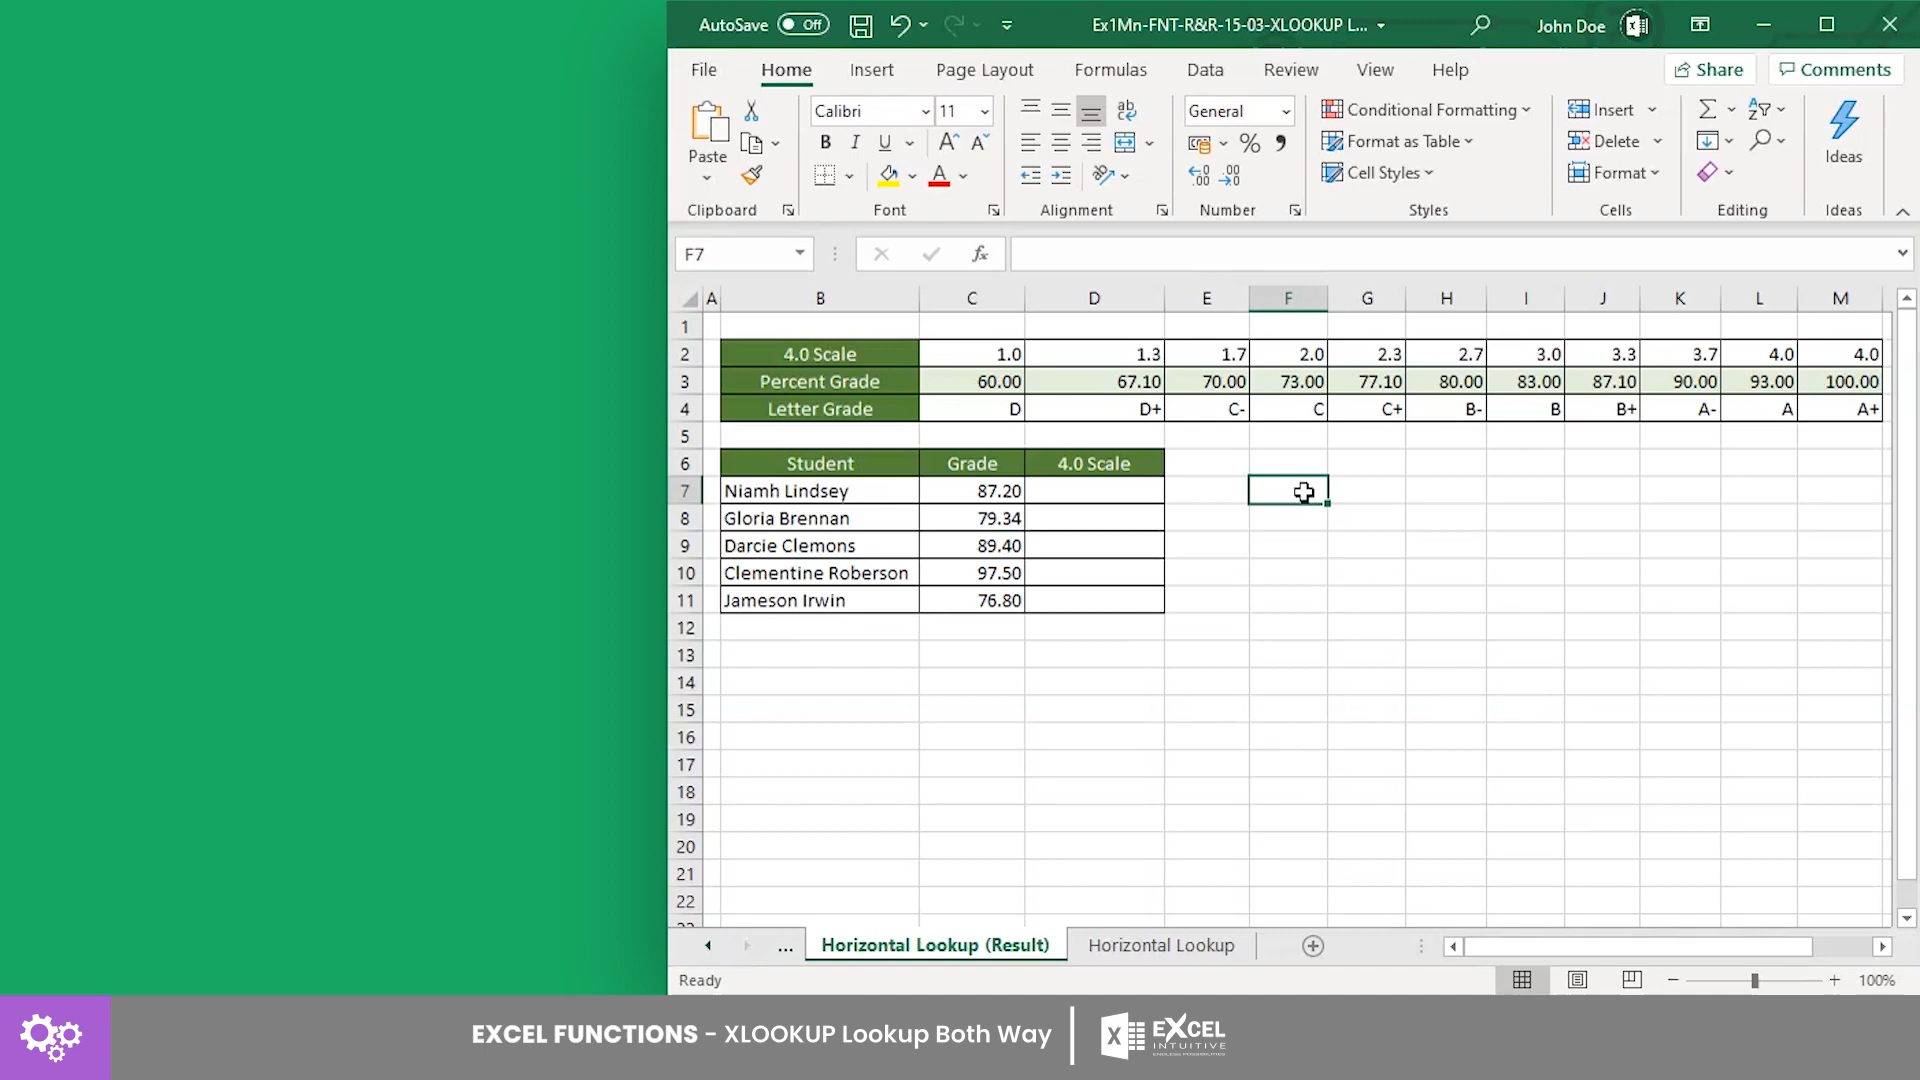 AutoSave Off Ex1Mn-FNT-R&R-15-03-XLOOKUP L... John Doe
File Home Insert Page Layout Formulas Data Review View Help Share Comments
Paste Calibri 11 General Conditional Formatting Insert
B I U % Format as Table Delete Ideas
Cell Styles Format
Clipboard Font Alignment Number Styles Cells Editing Ideas
F7 fx
A B C D E F G H I J K L M
1
2 4.0 Scale 1.0 1.3 1.7 2.0 2.3 2.7 3.0 3.3 3.7 4.0 4.0
3 Percent Grade 60.00 67.10 70.00 73.00 77.10 80.00 83.00 87.10 90.00 93.00 100.00
4 Letter Grade D D+ C- C C+ B- B B+ A- A A+
5
6 Student Grade 4.0 Scale
7 Niamh Lindsey 87.20
8 Gloria Brennan 79.34
9 Darcie Clemons 89.40
10 Clementine Roberson 97.50
11 Jameson Irwin 76.80
12
13
14
15
16
17
18
19
20
21
22
... Horizontal Lookup (Result) Horizontal Lookup
Ready 100%
EXCEL FUNCTIONS - XLOOKUP Lookup Both Way
EXCEL
INTUITIVE